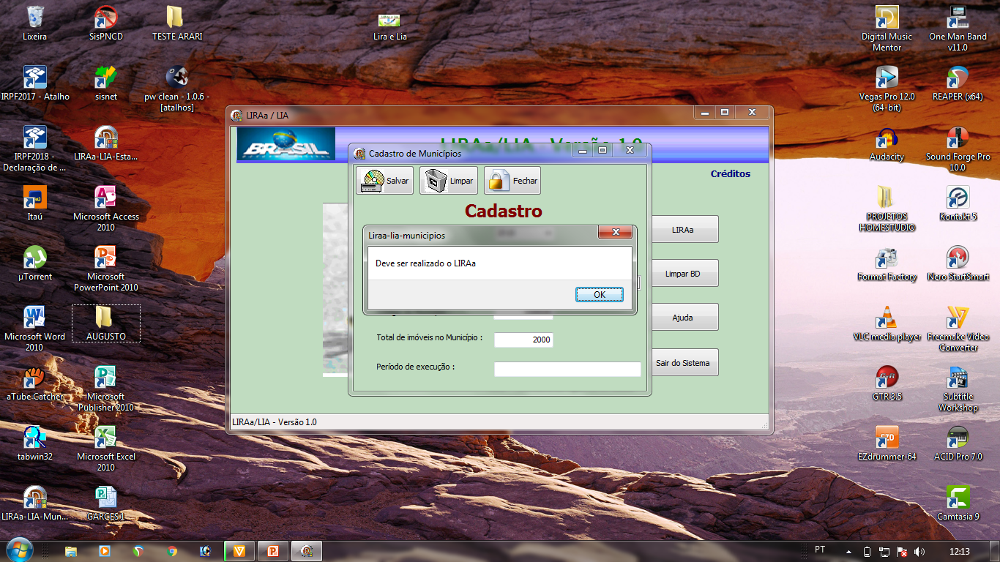 Lixeira
SisPNCD
TESTE ARARI
Lira e Lia
Digital Music
Mentor
One Man Band
v11.0
IRPF2017 - Atalho
sisnet
pw clean - 1.0.6 -
[atalhos]
Vegas Pro 12.0
(64-bit)
REAPER (x64)
IRPF2018 -
Declaração de ...
LIRAa-LIA-Esta...
Audacity
Sound Forge Pro
10.0
Itaú
Microsoft Access
2010
PROJETOS
HOMESTUDIO
Kontakt 5
µTorrent
Microsoft
PowerPoint 2010
Format Factory
Nero StartSmart
Microsoft Word
2010
AUGUSTO
VLC media player
Freemake Video
Converter
aTube Catcher
Microsoft
Publisher 2010
GTR 3.5
Subtitle
Workshop
tabwin32
Microsoft Excel
2010
EZdrummer-64
ACID Pro 7.0
LIRAa-LIA-Mun...
GARCES 1
Camtasia 9
LIRAa / LIA
BRASIL
LIRAa/LIA - Versão 1.0
Créditos
LIRAa
Limpar BD
Ajuda
Sair do Sistema
LIRAa/LIA - Versão 1.0
Cadastro de Municípios
Salvar
Limpar
Fechar
Cadastro
Liraa-lia-municipios
Deve ser realizado o LIRAa
OK
Total de imóveis no Município :
2000
Período de execução :
PT
12:13